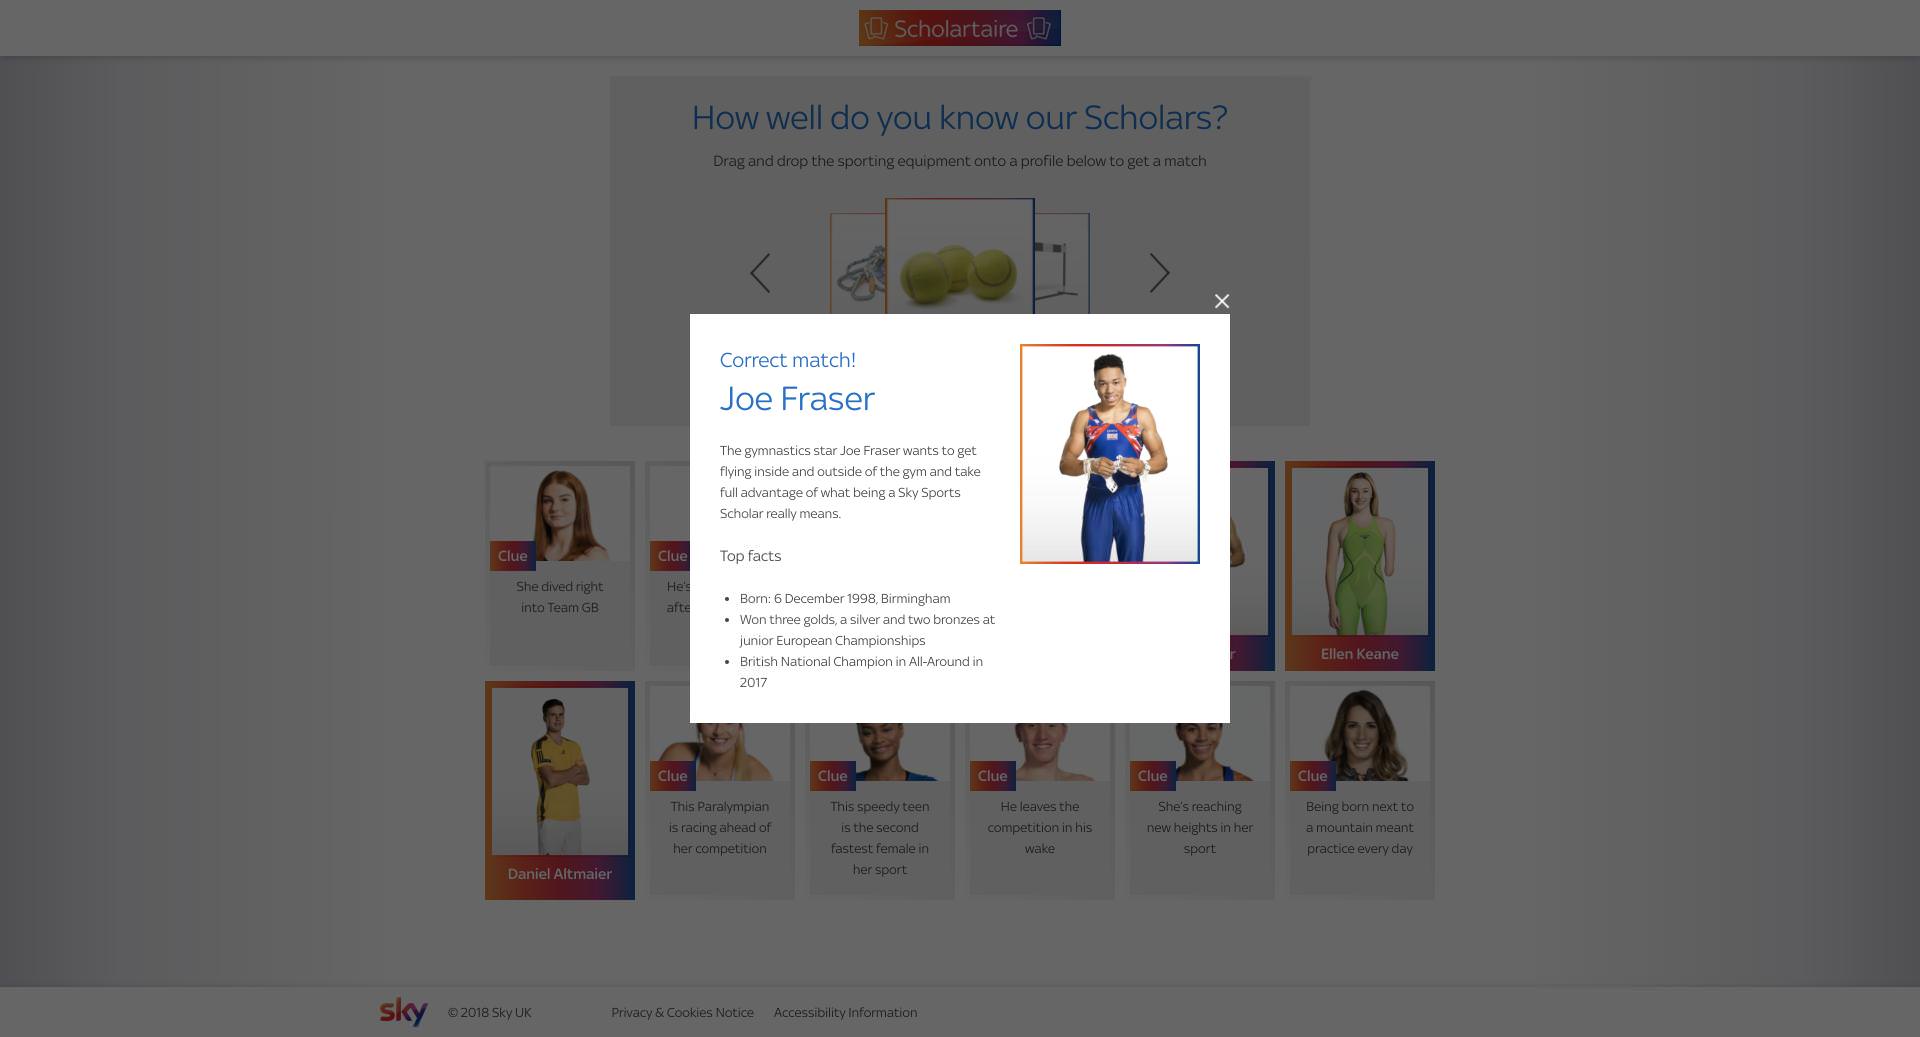 Scholartaire
How well do you know our Scholars?
Drag and drop the sporting equipment onto a profile below to get a match
Correct match!
Joe Fraser
The gymnastics star Joe Fraser wants to get
flying inside and outside of the gym and take
full advantage of what being a Sky Sports
Scholar really means.
Top facts
• Born: 6 December 1998, Birmingham
• Won three golds, a silver and two bronzes at
junior European Championships
• British National Champion in All-Around in
2017
Clue
She dived right
into Team GB
Clue
He's
afte
r
Ellen Keane
Daniel Altmaier
Clue
This Paralympian
is racing ahead of
her competition
Clue
This speedy teen
is the second
fastest female in
her sport
Clue
He leaves the
competition in his
wake
Clue
She's reaching
new heights in her
sport
Clue
Being born next to
a mountain meant
practice every day
sky
© 2018 Sky UK
Privacy & Cookies Notice
Accessibility Information